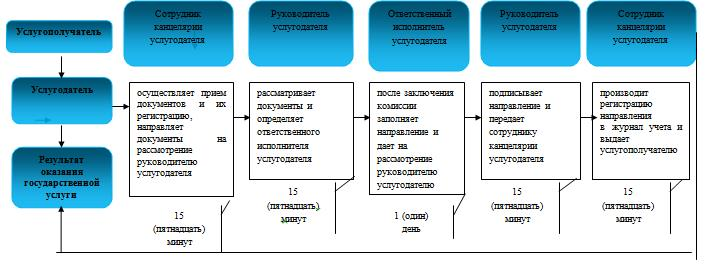 Услугополучатель
Услугодатель
Результат
оказания
государственной
услуги
Сотрудник
канцелярии
услугодателя
Руководитель
услугодателя
Ответственный
исполнитель
услугодателя
Руководитель
услугодателя
Сотрудник
канцелярии
услугодателя
осуществляет прием
документов и их
регистрацию,
направляет
документы на
рассмотрение
руководителю
услугодателя
рассматривает
документы и
определяет
ответственного
исполнителя
услугодателя
после заключения
комиссии
заполняет
направление и
дает на
рассмотрение
руководителю
услугодателю
подписывает
направление и
передает
сотруднику
канцелярии
услугодателя
производит
регистрацию
направления
в журнал учета и
выдает
услугополучателю
15
(пятнадцать)
минут
15
(пятнадцать)
минут
1 (один)
день
15
(пятнадцать)
минут
15
(пятнадцать)
минут